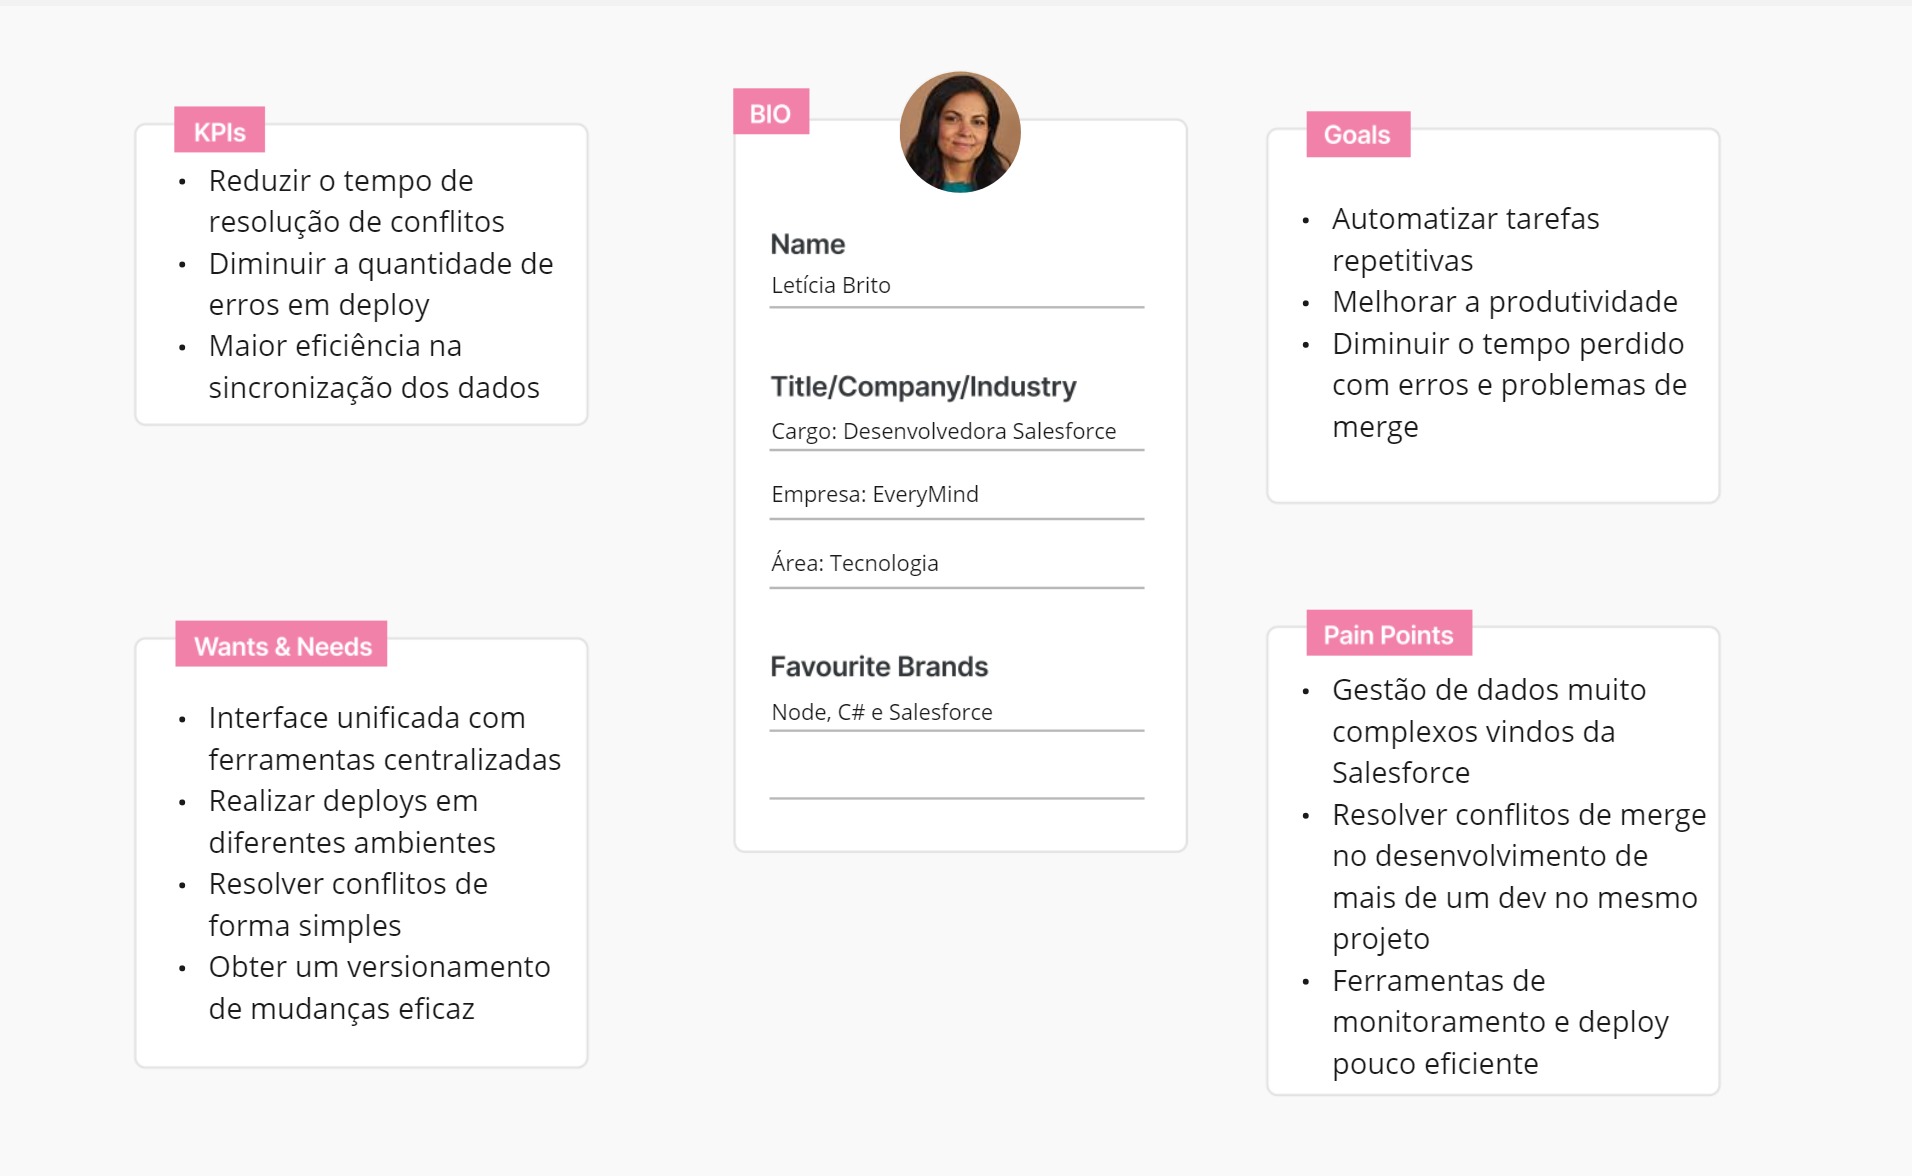 KPIs
• Reduzir o tempo de
resolução de conflitos
• Diminuir a quantidade de
erros em deploy
• Maior eficiência na
sincronização dos dados
Wants & Needs
• Interface unificada com
ferramentas centralizadas
• Realizar deploys em
diferentes ambientes
• Resolver conflitos de
forma simples
• Obter um versionamento
de mudanças eficaz
BIO
Name
Letícia Brito
Title/Company/Industry
Cargo: Desenvolvedora Salesforce
Empresa: EveryMind
Área: Tecnologia
Favourite Brands
Node, C# e Salesforce
Goals
• Automatizar tarefas
repetitivas
• Melhorar a produtividade
• Diminuir o tempo perdido
com erros e problemas de
merge
Pain Points
• Gestão de dados muito
complexos vindos da
Salesforce
• Resolver conflitos de merge
no desenvolvimento de
mais de um dev no mesmo
projeto
• Ferramentas de
monitoramento e deploy
pouco eficiente